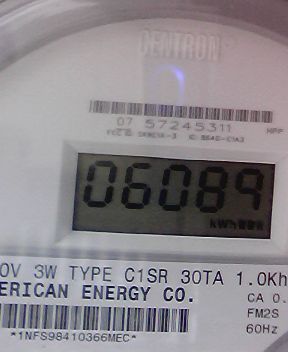 CENTRON
07 57245311
06089
0V 3W TYPE C1SR 30TA 1.0Kh
ERICAN ENERGY CO.
CA 0.
FM2S
60Hz
*1NFS98410366MEC*